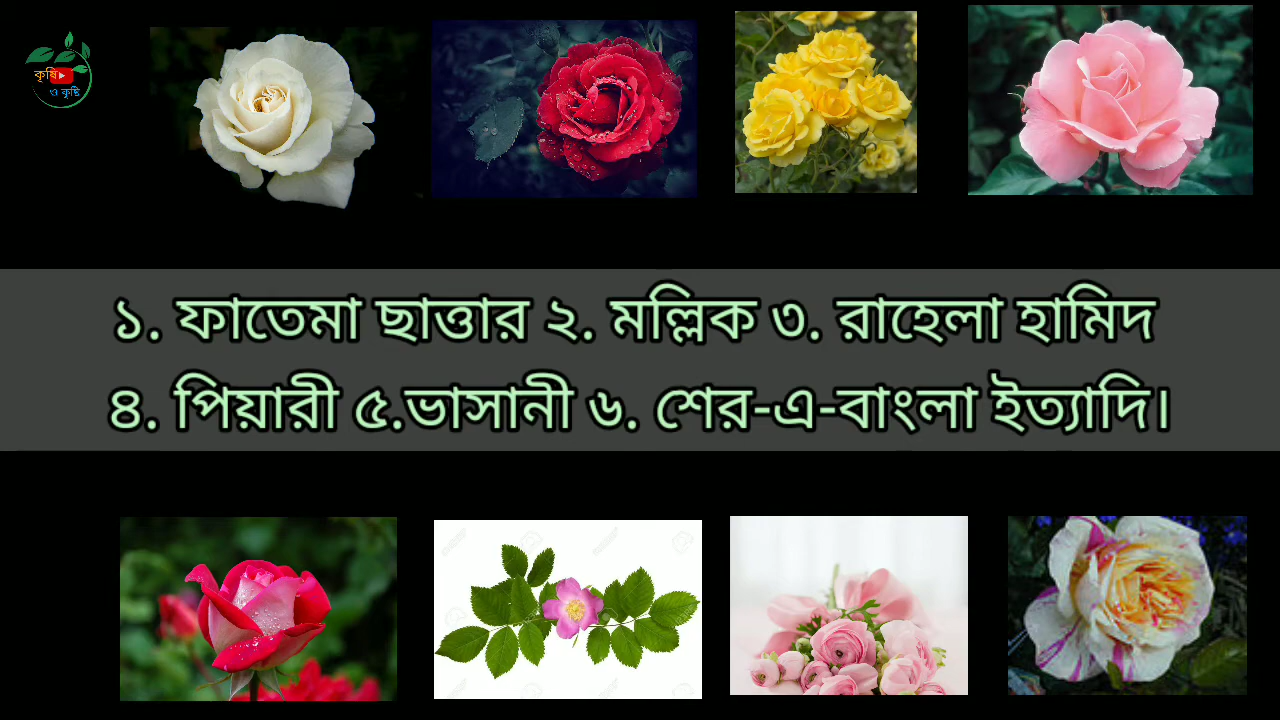 কৃষি
ও কৃষ্টি
১. ফাতেমা ছাত্তার ২. মল্লিক ৩. রাহেলা হামিদ
৪. পিয়ারী ৫.ভাসানী ৬. শের-এ-বাংলা ইত্যাদি।